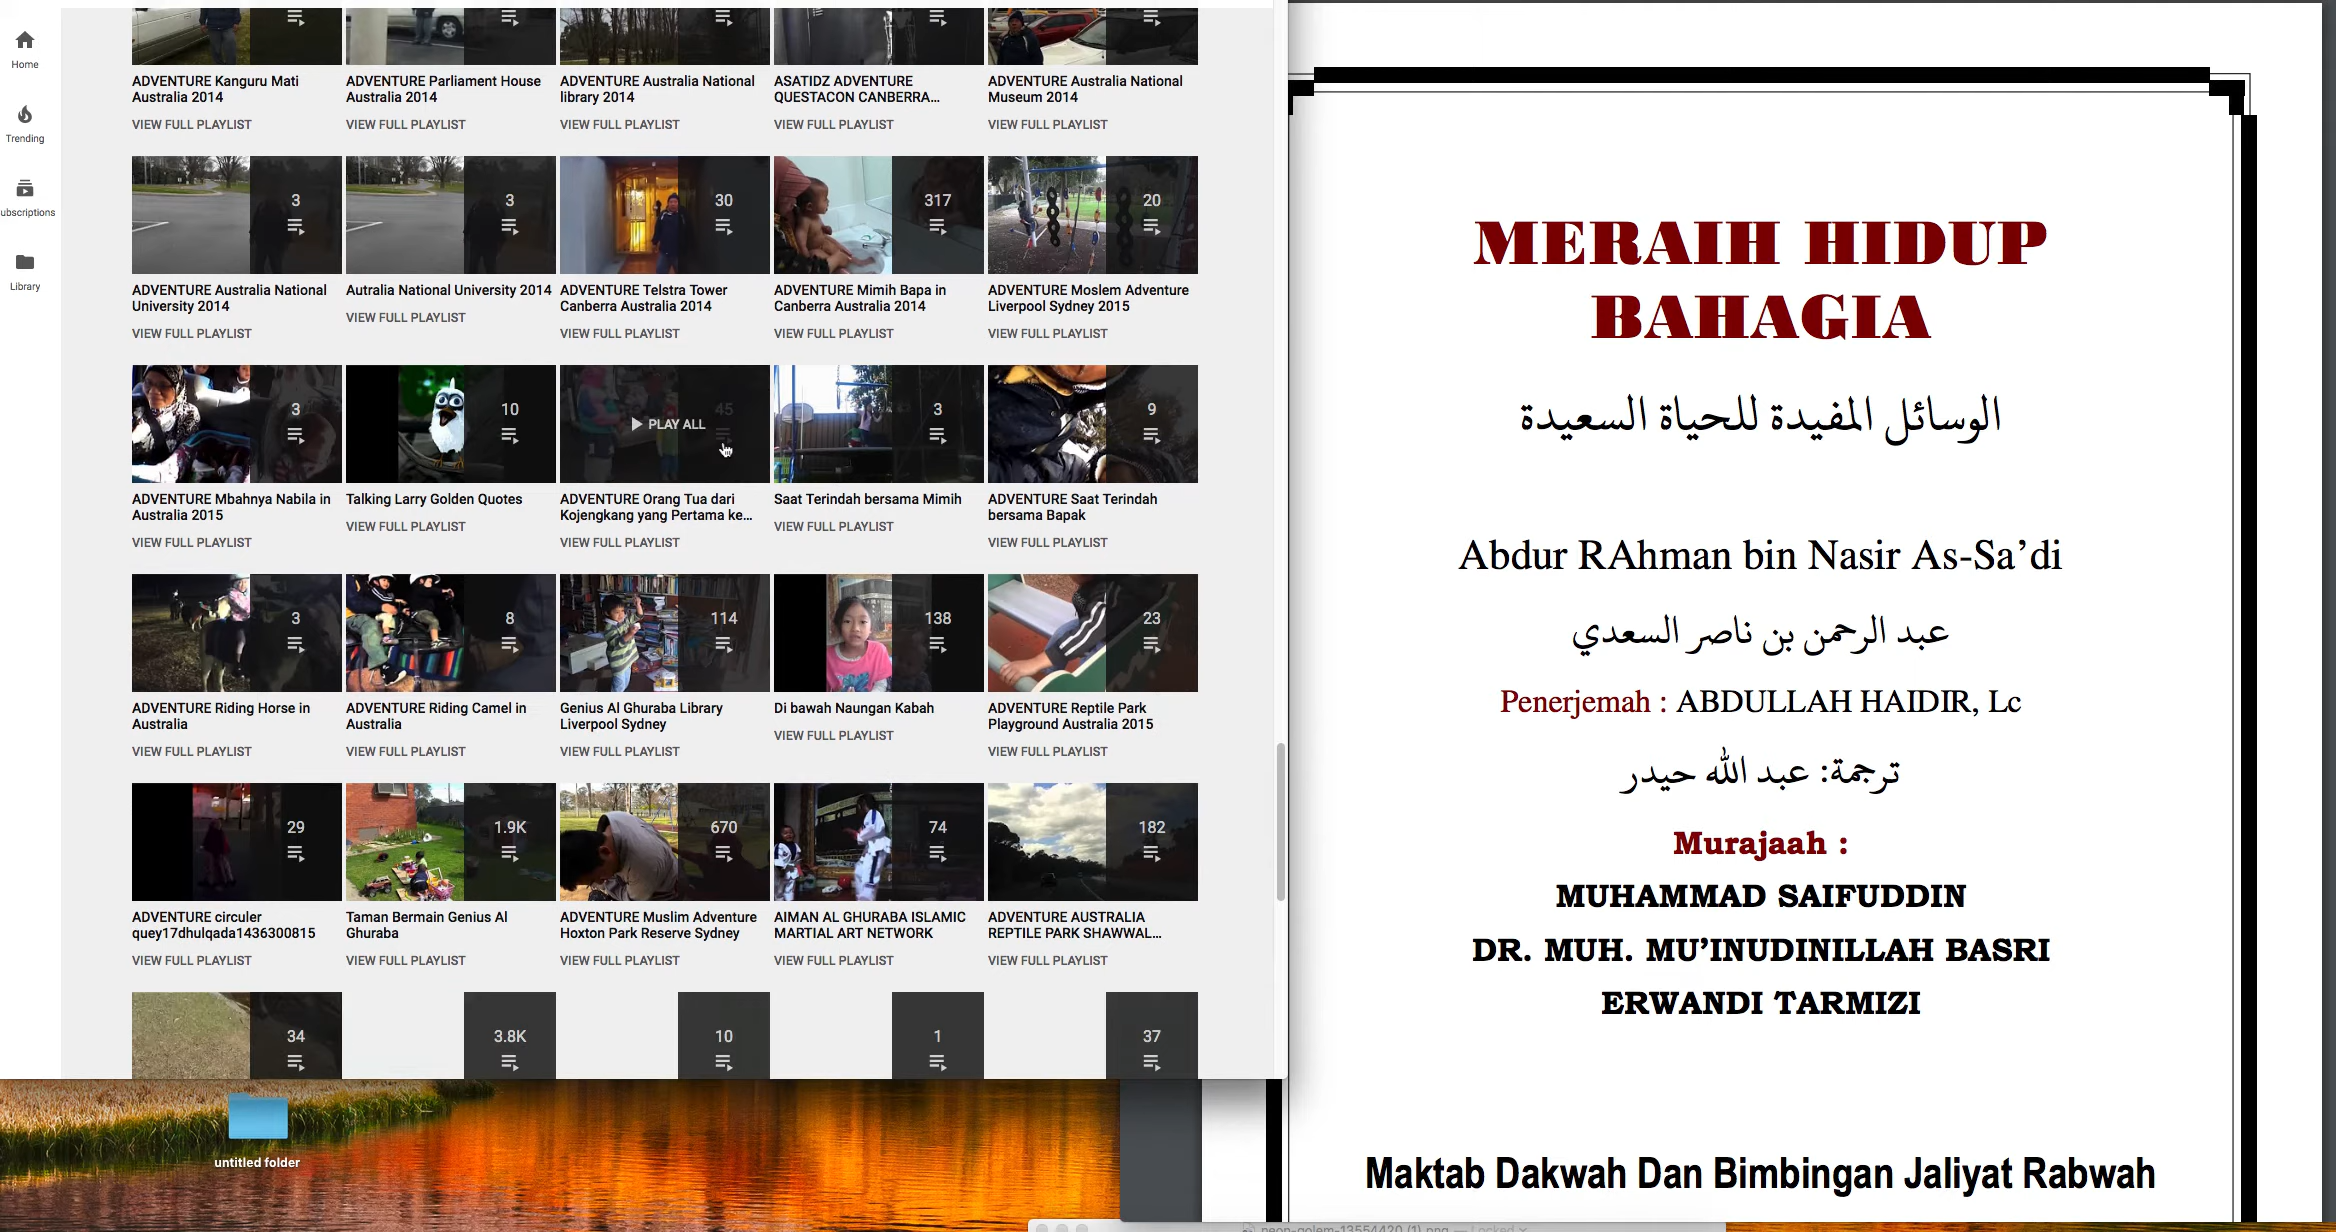 Home
Trending
ubscriptions
Library
ADVENTURE Kanguru Mati
Australia 2014
VIEW FULL PLAYLIST
ADVENTURE Parliament House
Australia 2014
VIEW FULL PLAYLIST
ADVENTURE Australia National
library 2014
VIEW FULL PLAYLIST
ASATIDZ ADVENTURE
QUESTACON CANBERRA...
VIEW FULL PLAYLIST
ADVENTURE Australia National
Museum 2014
VIEW FULL PLAYLIST
3
ADVENTURE Australia National
University 2014
VIEW FULL PLAYLIST
3
Autralia National University 2014
VIEW FULL PLAYLIST
30
ADVENTURE Telstra Tower
Canberra Australia 2014
VIEW FULL PLAYLIST
317
ADVENTURE Mimih Bapa in
Canberra Australia 2014
VIEW FULL PLAYLIST
20
ADVENTURE Moslem Adventure
Liverpool Sydney 2015
VIEW FULL PLAYLIST
3
ADVENTURE Mbahnya Nabila in
Australia 2015
VIEW FULL PLAYLIST
10
Talking Larry Golden Quotes
VIEW FULL PLAYLIST
45
PLAY ALL
ADVENTURE Orang Tua dari
Kojengkang yang Pertama ke...
VIEW FULL PLAYLIST
3
Saat Terindah bersama Mimih
VIEW FULL PLAYLIST
9
ADVENTURE Saat Terindah
bersama Bapak
VIEW FULL PLAYLIST
3
ADVENTURE Riding Horse in
Australia
VIEW FULL PLAYLIST
8
ADVENTURE Riding Camel in
Australia
VIEW FULL PLAYLIST
114
Genius Al Ghuraba Library
Liverpool Sydney
VIEW FULL PLAYLIST
138
Di bawah Naungan Kabah
VIEW FULL PLAYLIST
23
ADVENTURE Reptile Park
Playground Australia 2015
VIEW FULL PLAYLIST
29
ADVENTURE circuler
quey17dhulqada1436300815
VIEW FULL PLAYLIST
1.9K
Taman Bermain Genius Al
Ghuraba
VIEW FULL PLAYLIST
670
ADVENTURE Muslim Adventure
Hoxton Park Reserve Sydney
VIEW FULL PLAYLIST
74
AIMAN AL GHURABA ISLAMIC
MARTIAL ART NETWORK
VIEW FULL PLAYLIST
182
ADVENTURE AUSTRALIA
REPTILE PARK SHAWWAL...
VIEW FULL PLAYLIST
34
3.8K
10
1
37
untitled folder
MERAIH HIDUP
BAHAGIA
الوسائل المفيدة للحياة السعيدة
Abdur RAhman bin Nasir As-Sa’di
عبد الرحمن بن ناصر السعدي
Penerjemah : ABDULLAH HAIDIR, Lc
ترجمة: عبد الله حيدر
Murajaah :
MUHAMMAD SAIFUDDIN
DR. MUH. MU’INUDINILLAH BASRI
ERWANDI TARMIZI
Maktab Dakwah Dan Bimbingan Jaliyat Rabwah